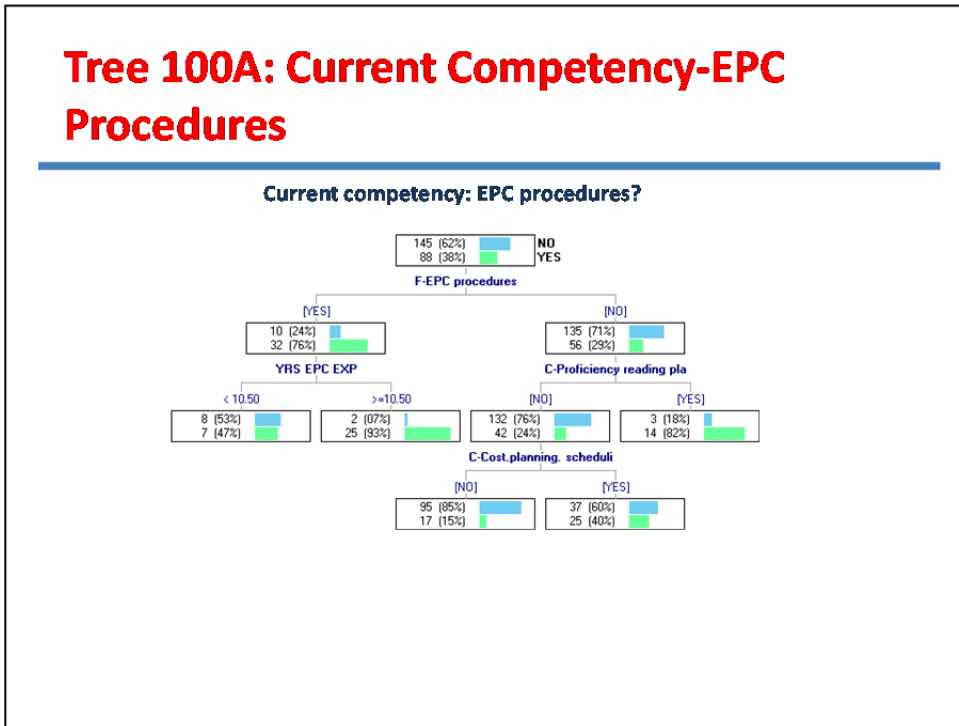 Tree 100A: Current Competency-EPC
Procedures
Current competency: EPC procedures?
145 (62%) NO
88 (38%) YES
F-EPC procedures
[YES] [NO]
10 (24%) 135 (71%)
32 (76%) 56 (29%)
YRS EPC EXP C-Proficiency reading pla
< 10.50 >=10.50 [NO] [YES]
8 (53%) 2 (07%) 132 (76%) 3 (18%)
7 (47%) 25 (93%) 42 (24%) 14 (82%)
C-Cost.planning. scheduli
[NO] [YES]
95 (85%) 37 (60%)
17 (15%) 25 (40%)